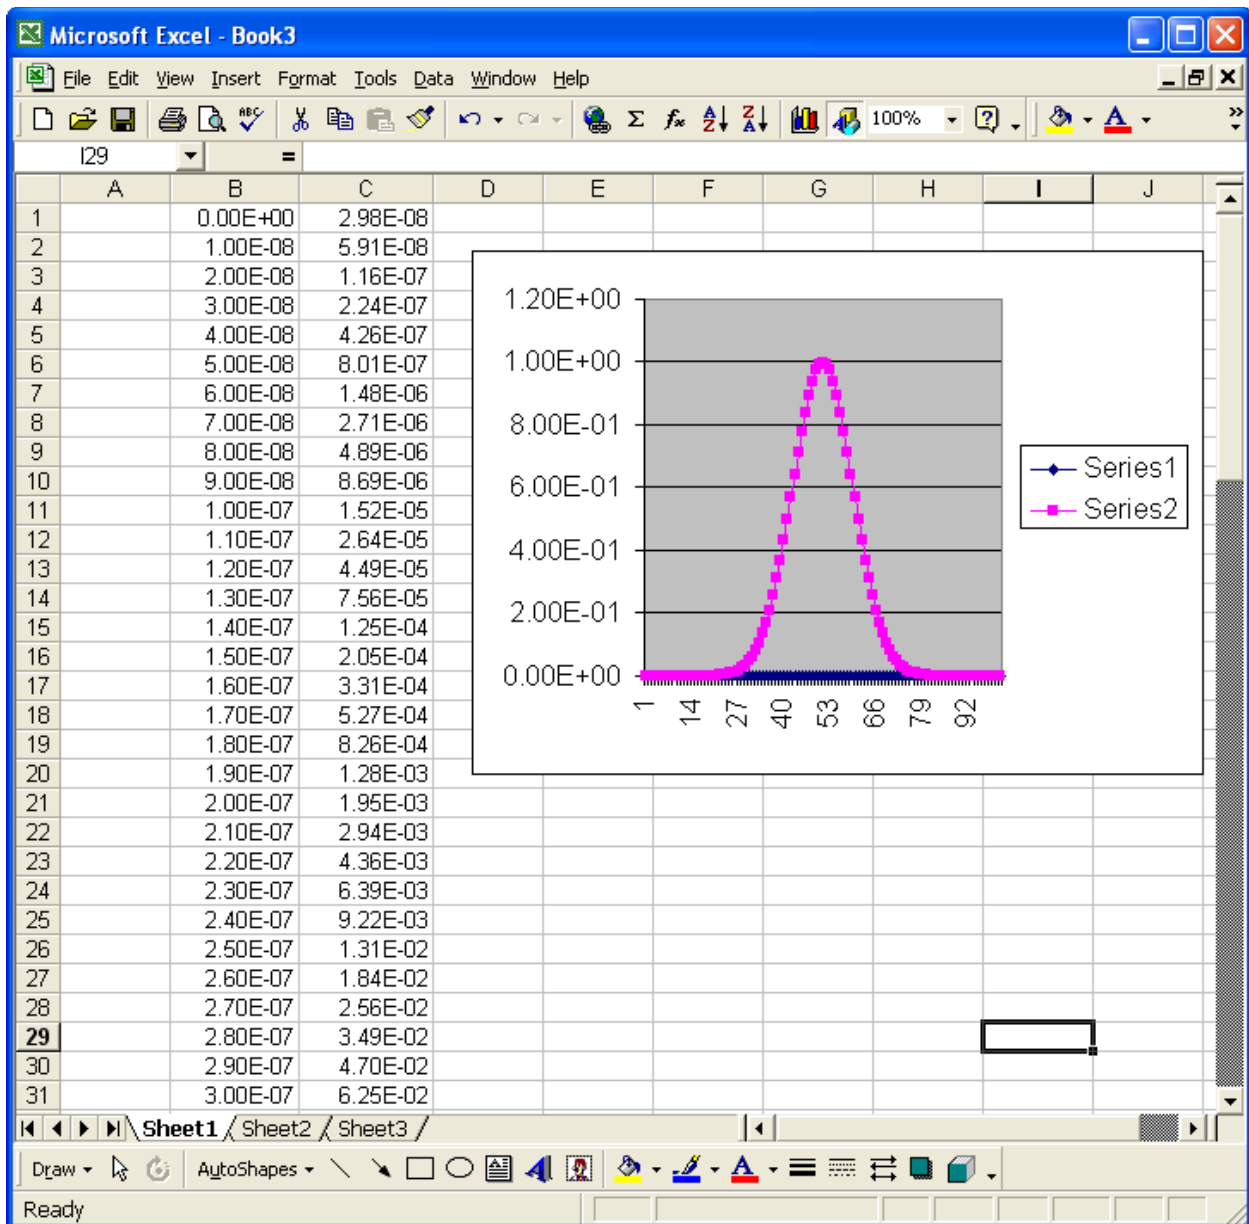 Microsoft Excel - Book3
File Edit View Insert Format Tools Data Window Help
100%
I29 =
A B C D E F G H I J
1 0.00E+00 2.98E-08
2 1.00E-08 5.91E-08
3 2.00E-08 1.16E-07
4 3.00E-08 2.24E-07
5 4.00E-08 4.26E-07
6 5.00E-08 8.01E-07
7 6.00E-08 1.48E-06
8 7.00E-08 2.71E-06
9 8.00E-08 4.89E-06
10 9.00E-08 8.69E-06
11 1.00E-07 1.52E-05
12 1.10E-07 2.64E-05
13 1.20E-07 4.49E-05
14 1.30E-07 7.56E-05
15 1.40E-07 1.25E-04
16 1.50E-07 2.05E-04
17 1.60E-07 3.31E-04
18 1.70E-07 5.27E-04
19 1.80E-07 8.26E-04
20 1.90E-07 1.28E-03
21 2.00E-07 1.95E-03
22 2.10E-07 2.94E-03
23 2.20E-07 4.36E-03
24 2.30E-07 6.39E-03
25 2.40E-07 9.22E-03
26 2.50E-07 1.31E-02
27 2.60E-07 1.84E-02
28 2.70E-07 2.56E-02
29 2.80E-07 3.49E-02
30 2.90E-07 4.70E-02
31 3.00E-07 6.25E-02
1.20E+00
1.00E+00
8.00E-01
6.00E-01
4.00E-01
2.00E-01
0.00E+00
1 14 27 40 53 66 79 92
Series1
Series2
Sheet1 Sheet2 Sheet3
Draw AutoShapes
Ready